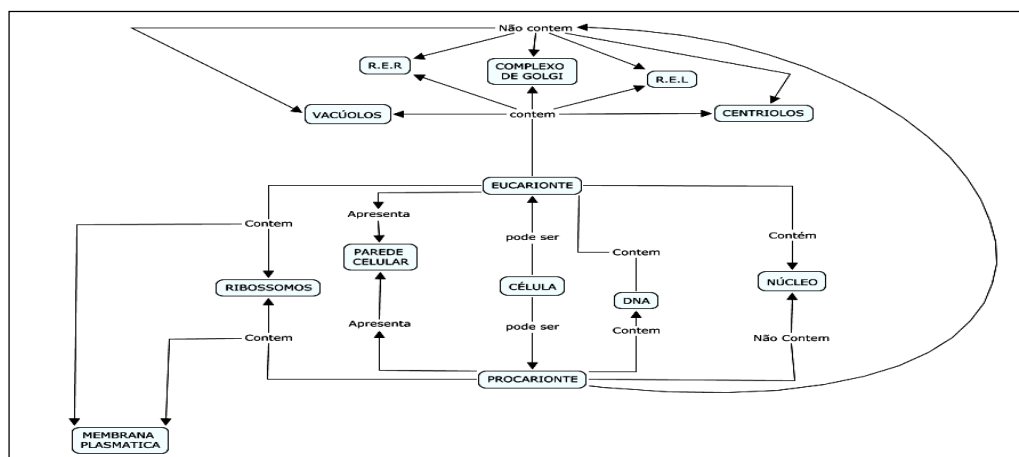 Não contem
R.E.R
COMPLEXO
DE GOLGI
R.E.L
VACÚOLOS
contem
CENTRIOLOS
EUCARIONTE
Apresenta
Contem
pode ser
Contem
Contém
PAREDE
CELULAR
RIBOSSOMOS
CÉLULA
DNA
NÚCLEO
Apresenta
pode ser
Contem
Contem
Não Contem
PROCARIONTE
MEMBRANA
PLASMATICA